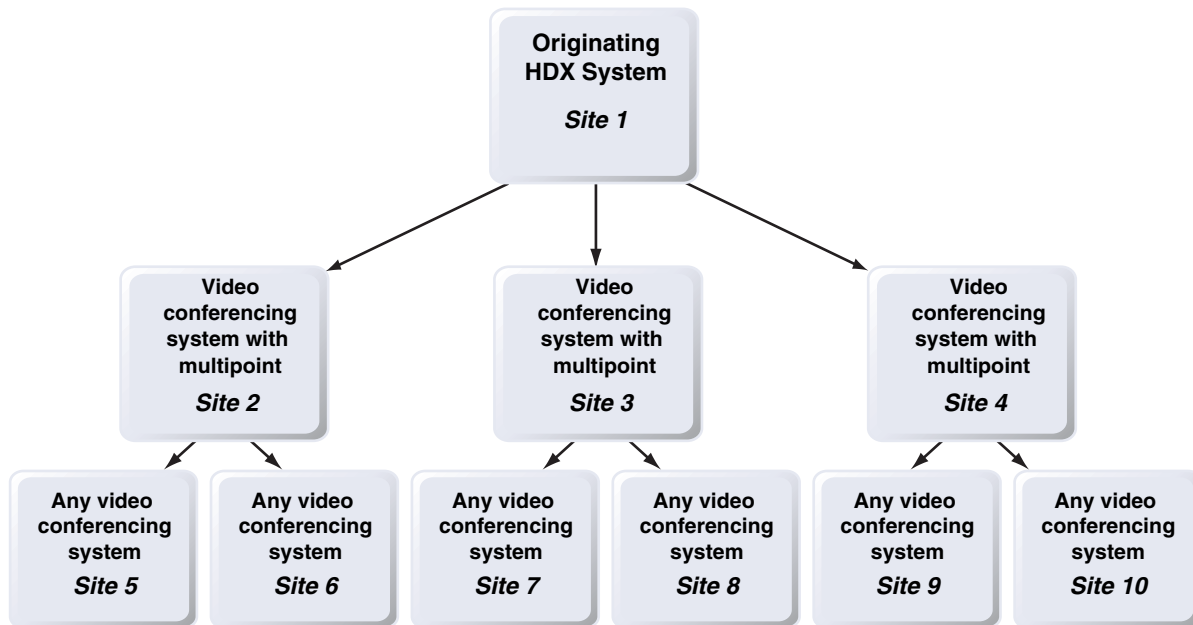 Originating
HDX System
Site 1
Video
conferencing
system with
multipoint
Site 2
Video
conferencing
system with
multipoint
Site 3
Video
conferencing
system with
multipoint
Site 4
Any video
conferencing
system
Site 5
Any video
conferencing
system
Site 6
Any video
conferencing
system
Site 7
Any video
conferencing
system
Site 8
Any video
conferencing
system
Site 9
Any video
conferencing
system
Site 10